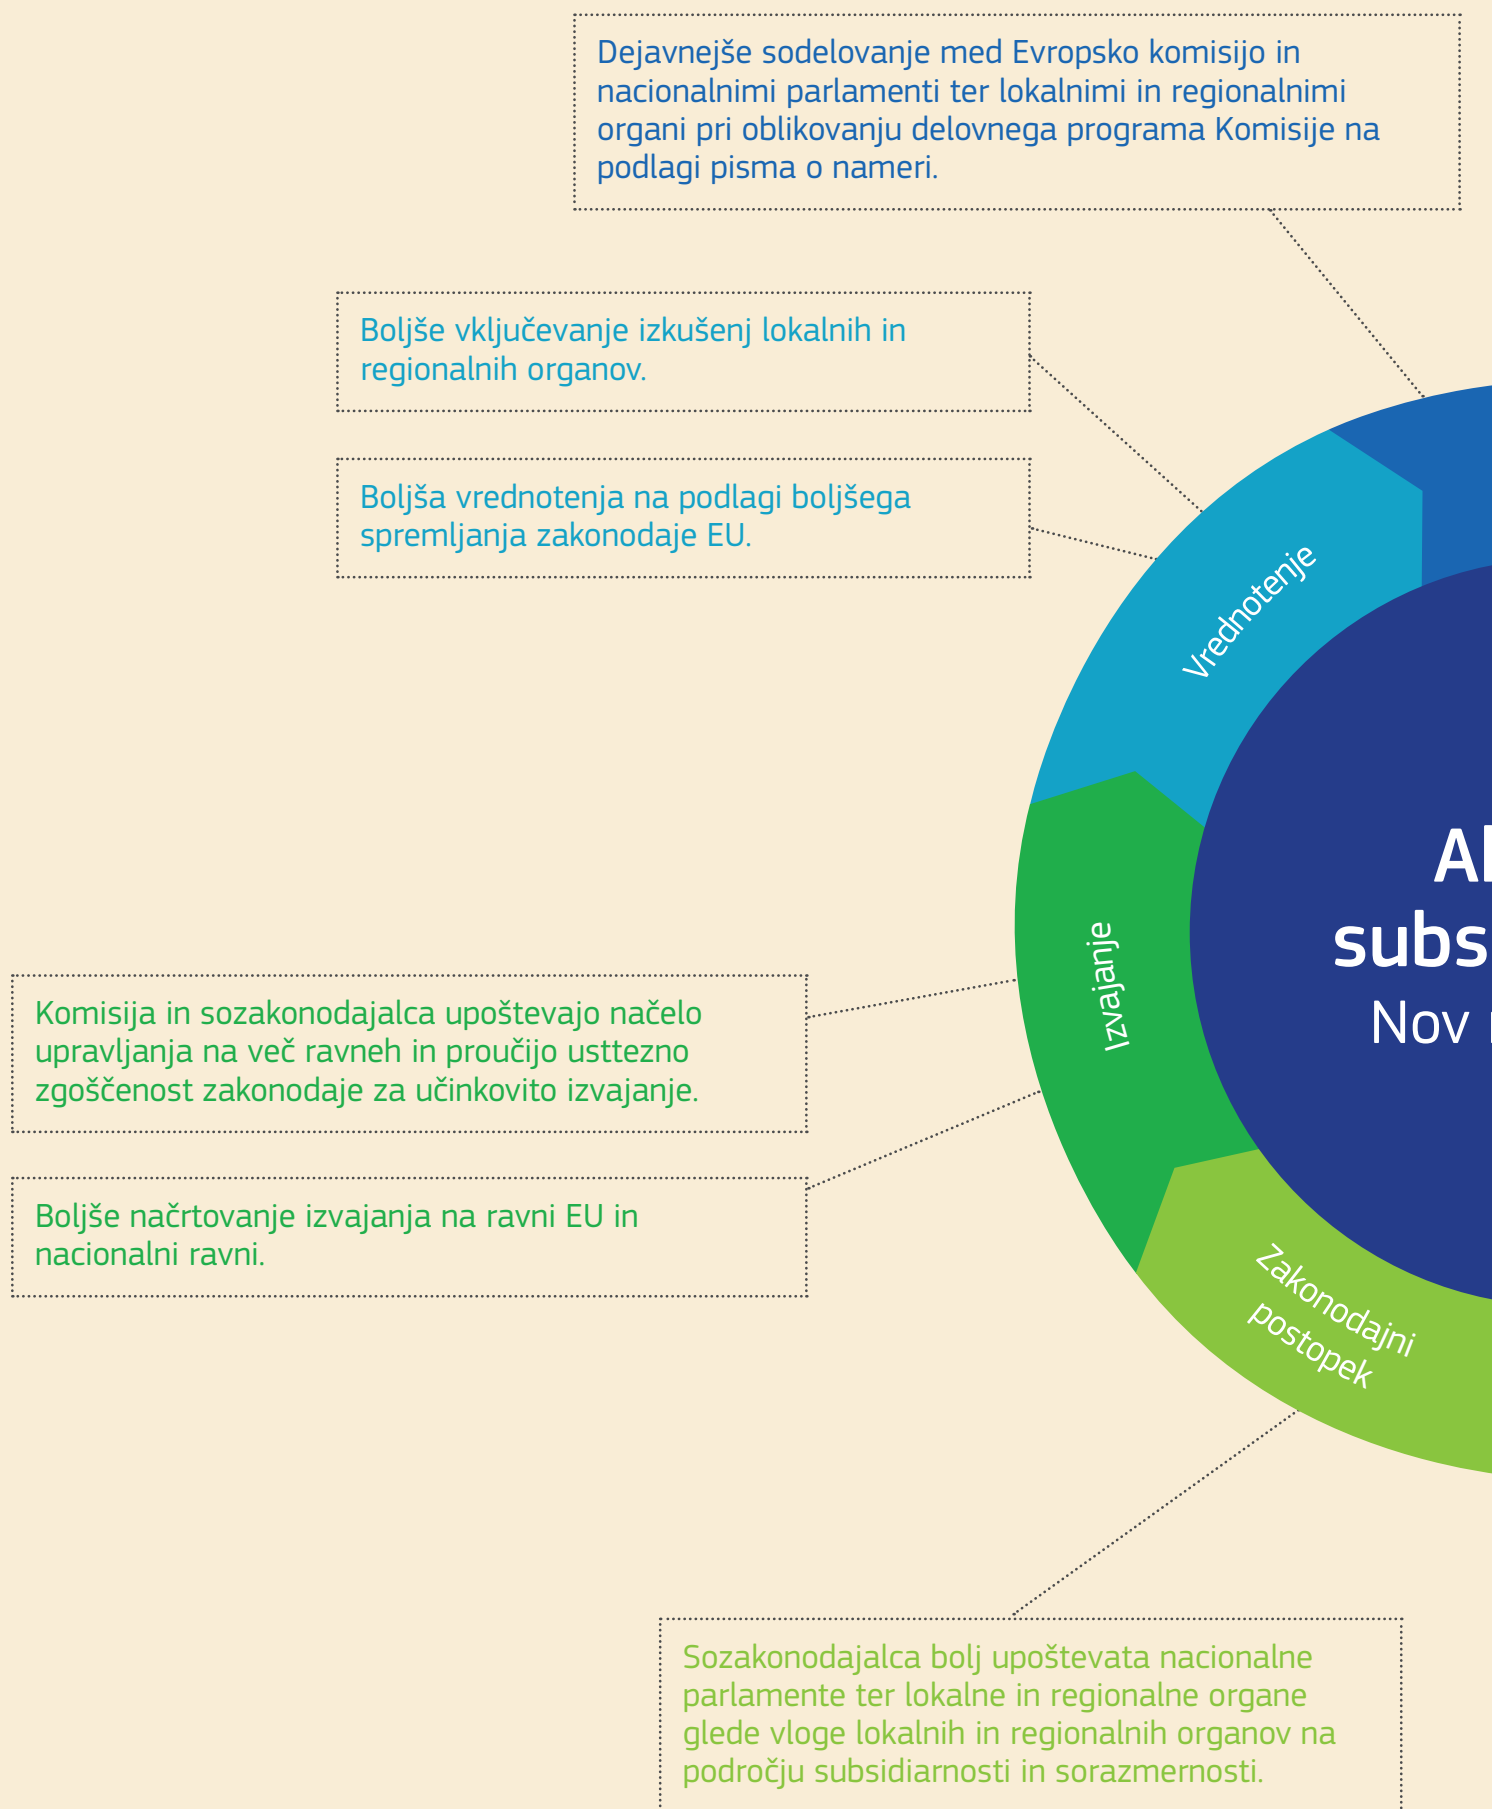 Dejavnejše sodelovanje med Evropsko komisijo in
nacionalnimi parlamenti ter lokalnimi in regionalnimi
organi pri oblikovanju delovnega programa Komisije na
podlagi pisma o nameri.
Boljše vključevanje izkušenj lokalnih in
regionalnih organov.
Boljša vrednotenja na podlagi boljšega
spremljanja zakonodaje EU.
Vrednotenje
subs
Nov
Izvajanje
Komisija in sozakonodajalca upoštevajo načelo
upravljanja na več ravneh in proučijo usttezno
zgoščenost zakonodaje za učinkovito izvajanje.
Boljše načrtovanje izvajanja na ravni EU in
nacionalni ravni.
Zakonodajni
postopek
Sozakonodajalca bolj upoštevata nacionalne
parlamente ter lokalne in regionalne organe
glede vloge lokalnih in regionalnih organov na
področju subsidiarnosti in sorazmernosti.